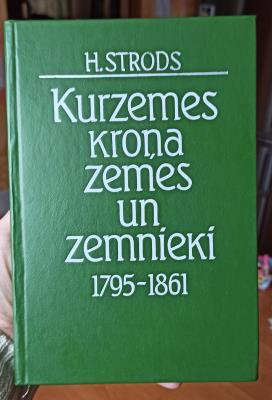 H. STRODS
Kurzemes
kroņa
zemes
un
zemnieki
1795-1861